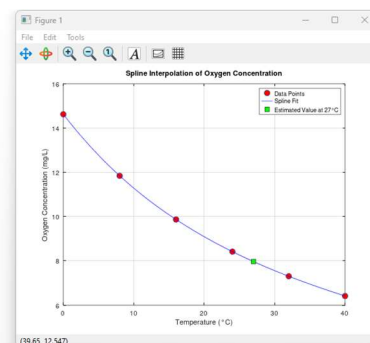 Figure 1
File Edit Tools
A
Spline Interpolation of Oxygen Concentration
Data Points
Spline Fit
Estimated Value at 27°C
16
14
12
10
8
6
Oxygen Concentration (mg/L)
0 10 20 30 40
Temperature (°C)
(39.65, 12.547)